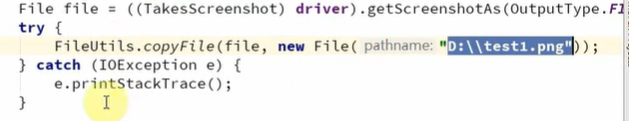 File file = ((TakesScreenshot) driver).getScreenshotAs(OutputType.FI
try {
FileUtils.copyFile(file, new File( pathname: "D:\\test1.png"));
} catch (IOException e) {
e.printStackTrace();
}